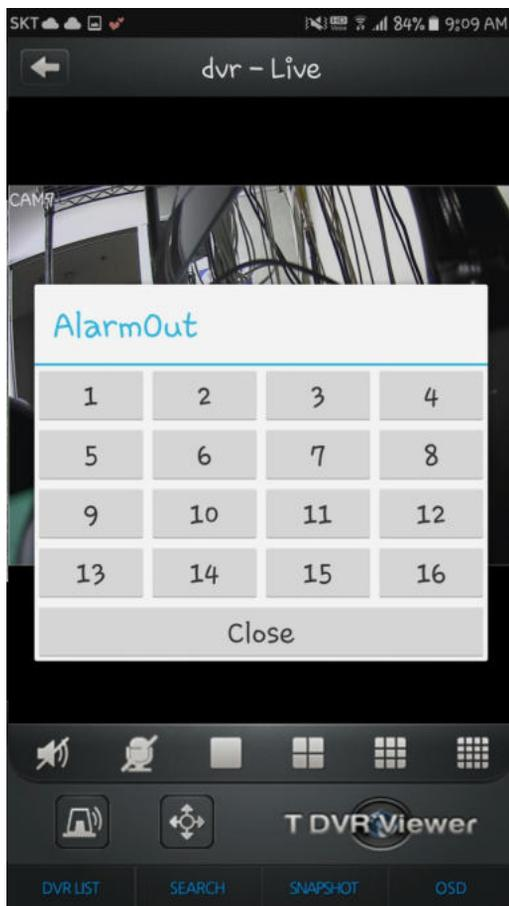 SKT 84% 9:09 AM
dvr - Live
CAM7
AlarmOut
1 2 3 4
5 6 7 8
9 10 11 12
13 14 15 16
Close
T DVR Viewer
DVR LIST SEARCH SNAPSHOT OSD